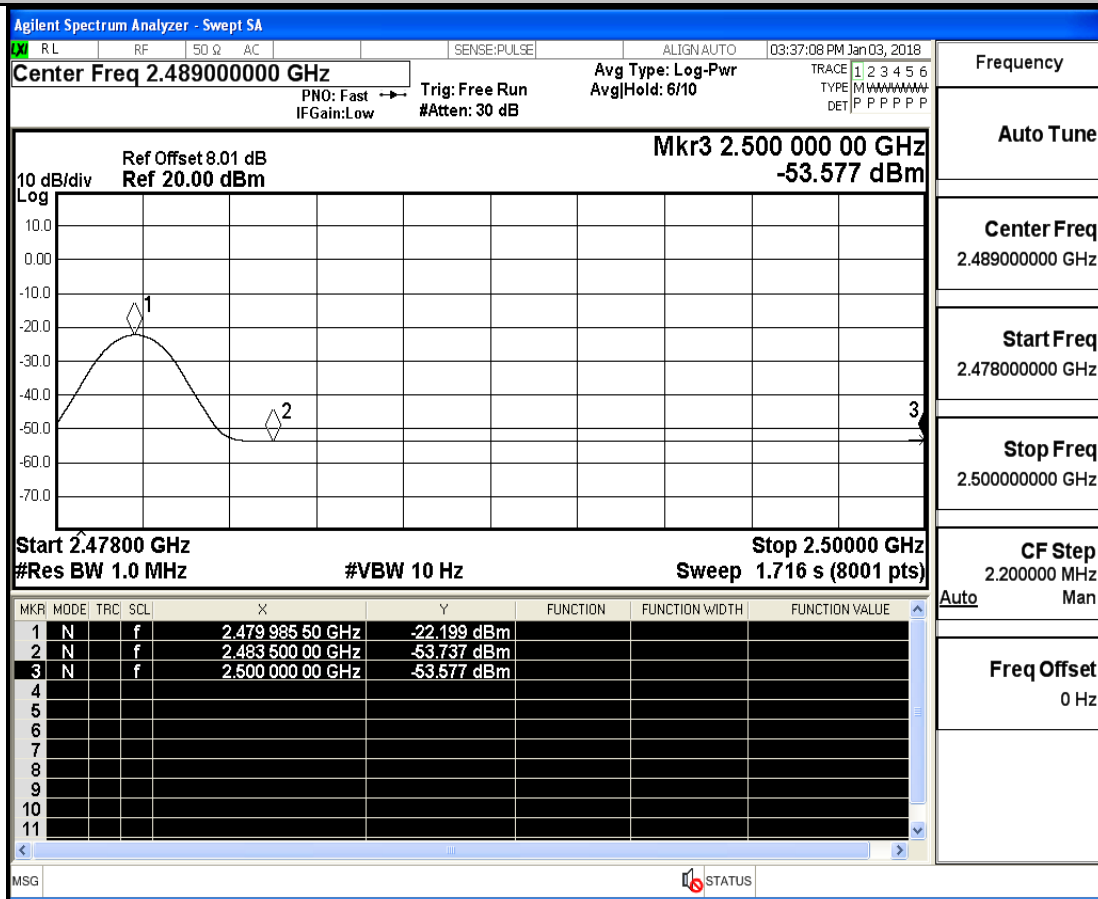 Agilent Spectrum Analyzer - Swept SA
LXI RL RF 50 Ω AC SENSE:PULSE ALIGN AUTO 03:37:08 PM Jan 03, 2018
Center Freq 2.489000000 GHz
PNO: Fast
IFGain:Low
Trig: Free Run
#Atten: 30 dB
Avg Type: Log-Pwr
Avg|Hold: 6/10
TRACE 1 2 3 4 5 6
TYPE M W W W W W
DET P P P P P P
Mkr3 2.500 000 00 GHz
-53.577 dBm
Ref Offset 8.01 dB
10 dB/div Ref 20.00 dBm
Log
10.0
0.00
-10.0
-20.0
-30.0
-40.0
-50.0
-60.0
-70.0
1
2
3
Start 2.47800 GHz Stop 2.50000 GHz
#Res BW 1.0 MHz #VBW 10 Hz Sweep 1.716 s (8001 pts)
MKR MODE TRC SCL X Y FUNCTION FUNCTION WIDTH FUNCTION VALUE
1 N f 2.479 985 50 GHz -22.199 dBm
2 N f 2.483 500 00 GHz -53.737 dBm
3 N f 2.500 000 00 GHz -53.577 dBm
4
5
6
7
8
9
10
11
MSG STATUS
Frequency
Auto Tune
Center Freq
2.489000000 GHz
Start Freq
2.478000000 GHz
Stop Freq
2.500000000 GHz
CF Step
2.200000 MHz
Auto Man
Freq Offset
0 Hz